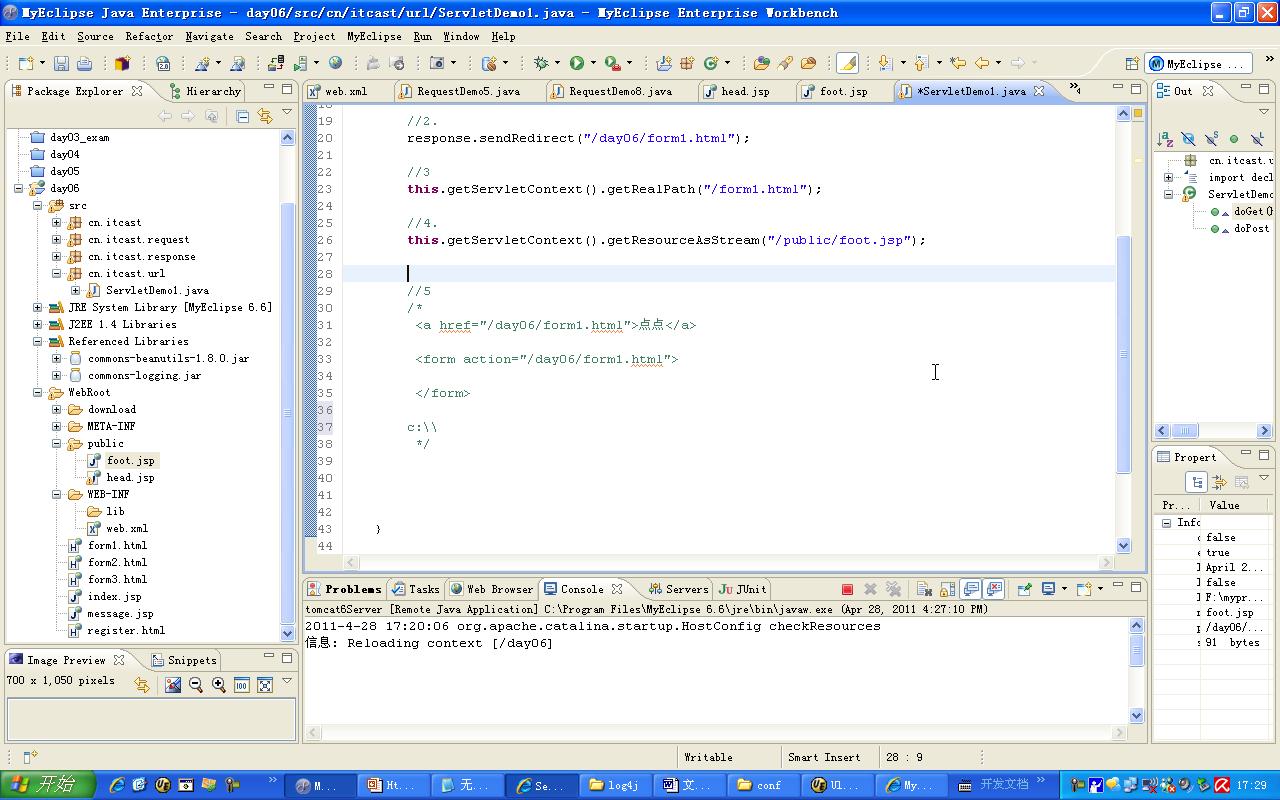 MyEclipse Java Enterprise - day06/src/cn/itcast/url/ServletDemo1.java - MyEclipse Enterprise Workbench
File Edit Source Refactor Navigate Search Project MyEclipse Run Window Help
MyEclipse ...
Package Explorer Hierarchy
web.xml RequestDemo5.java RequestDemo8.java head.jsp foot.jsp *ServletDemo1.java
4
Out
day03_exam
day04
day05
day06
src
cn.itcast
cn.itcast.request
cn.itcast.response
cn.itcast.url
ServletDemo1.java
JRE System Library [MyEclipse 6.6]
J2EE 1.4 Libraries
Referenced Libraries
commons-beanutils-1.8.0.jar
commons-logging.jar
WebRoot
download
META-INF
public
foot.jsp
head.jsp
WEB-INF
lib
web.xml
form1.html
form2.html
form3.html
index.jsp
message.jsp
register.html
19 //2.
20 response.sendRedirect("/day06/form1.html");
21
22 //3
23 this.getServletContext().getRealPath("/form1.html");
24
25 //4.
26 this.getServletContext().getResourceAsStream("/public/foot.jsp");
27
28
29 //5
30 /*
31 <a href="/day06/form1.html">点点</a>
32
33 <form action="/day06/form1.html">
34
35 </form>
36
37 c:\\
38 */
39
40
41
42
43 }
44
cn.itcast.u
import decl
ServletDemo
doGet(H
doPost
Propert
Pr... Value
Info
false
true
April 2...
false
F:\mypr...
foot.jsp
/day06/...
91 bytes
Problems Tasks Web Browser Console Servers JUnit
tomcat6Server [Remote Java Application] C:\Program Files\MyEclipse 6.6\jre\bin\javaw.exe (Apr 28, 2011 4:27:10 PM)
2011-4-28 17:20:06 org.apache.catalina.startup.HostConfig checkResources
信息: Reloading context [/day06]
Image Preview Snippets
700 x 1,050 pixels
Writable Smart Insert 28 : 9
开始 M... Ht... 无... Se... log4j 文... conf Ul... My... 开发文档 17:29